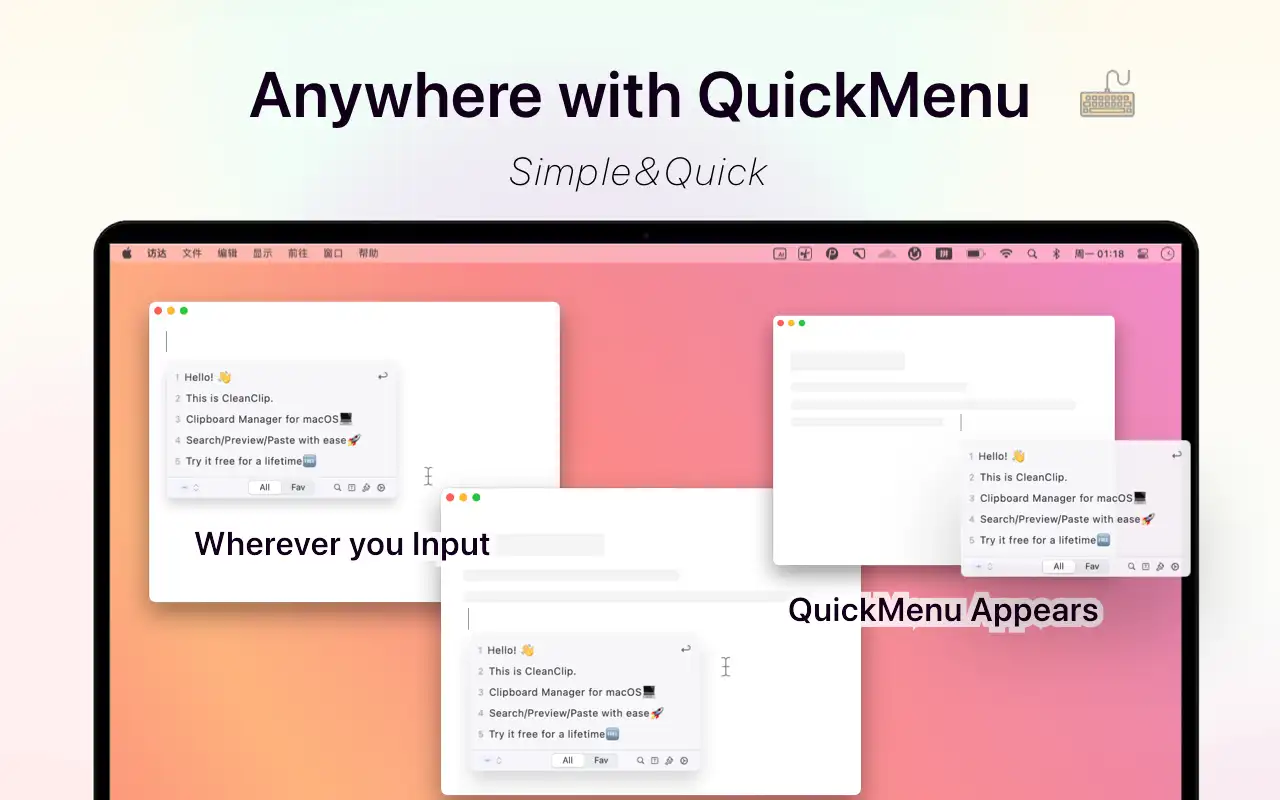 Anywhere with QuickMenu
Simple&Quick
访达 文件 编辑 显示 前往 窗口 帮助
周一 01:18
1 Hello! 👋
2 This is CleanClip.
3 Clipboard Manager for macOS💻
4 Search/Preview/Paste with ease🚀
5 Try it free for a lifetime🆓
All Fav
Wherever you Input
1 Hello! 👋
2 This is CleanClip.
3 Clipboard Manager for macOS💻
4 Search/Preview/Paste with ease🚀
5 Try it free for a lifetime🆓
All Fav
QuickMenu Appears
1 Hello! 👋
2 This is CleanClip.
3 Clipboard Manager for macOS💻
4 Search/Preview/Paste with ease🚀
5 Try it free for a lifetime🆓
All Fav